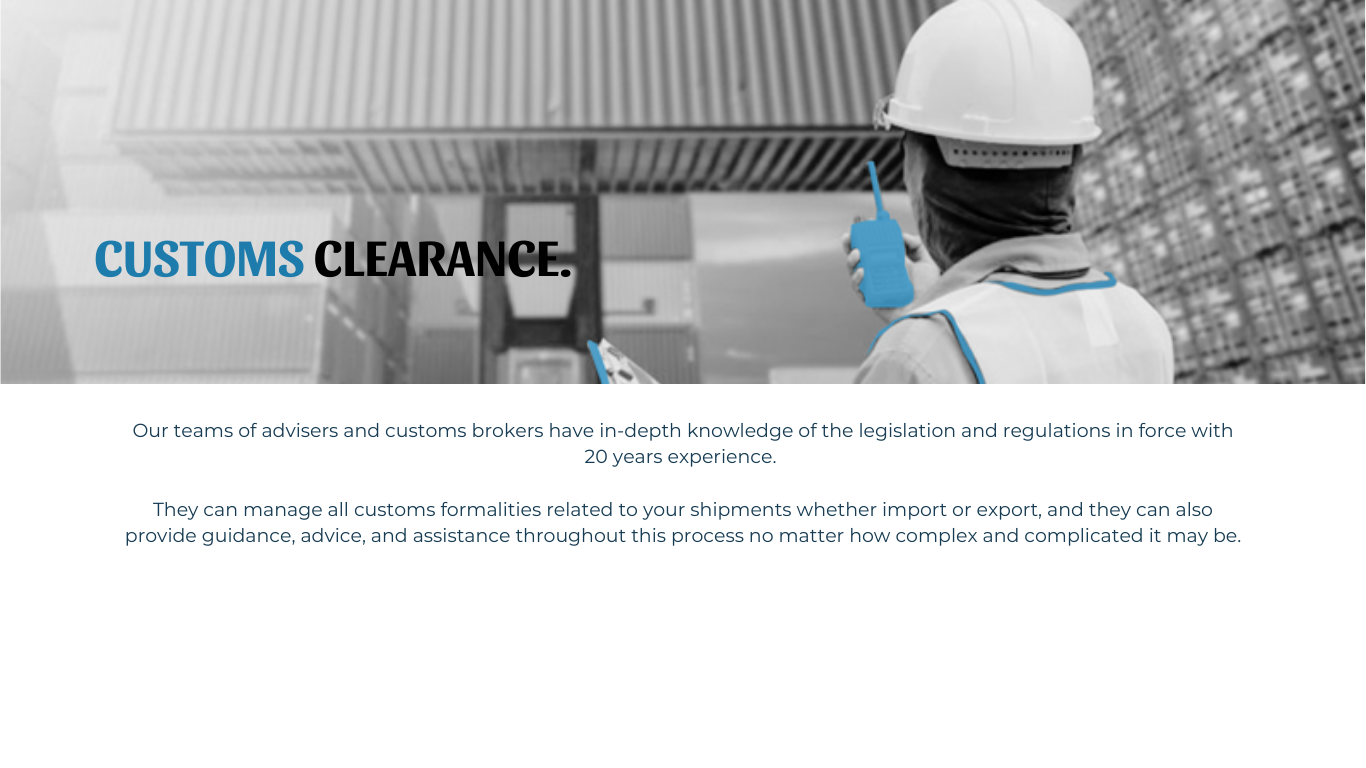 CUSTOMS CLEARANCE.
Our teams of advisers and customs brokers have in-depth knowledge of the legislation and regulations in force with
20 years experience.
They can manage all customs formalities related to your shipments whether import or export, and they can also
provide guidance, advice, and assistance throughout this process no matter how complex and complicated it may be.